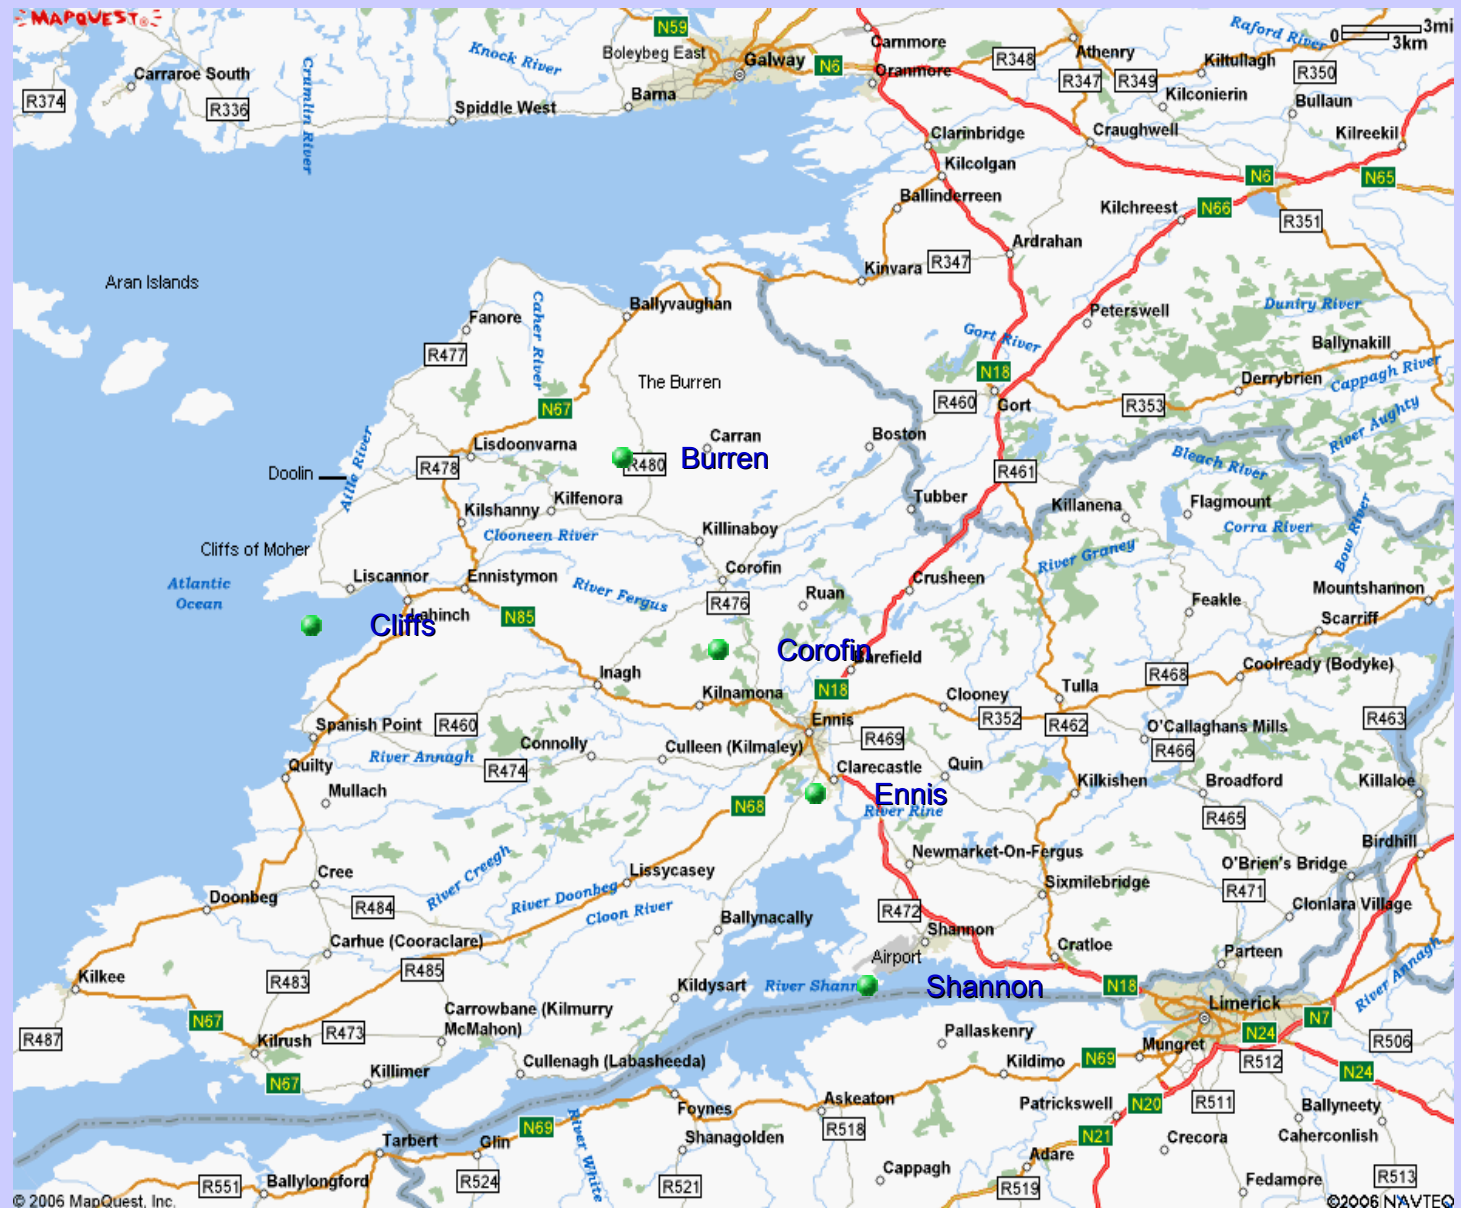 MAPQUEST
N59
Boleybeg East
Galway
N6
Carnmore
Oranmore
Athenry
Raford River
0
3mi
3km
Knock River
Carraroe South
R374
R336
Crumlin River
Spiddle West
Barna
R348
R347
R349
Kiltullagh
R350
Kilconierin
Bullaun
Clarinbridge
Craughwell
Kilreekil
Kilcolgan
N6
N65
Ballinderreen
Kilchreest
N66
R351
Ardrahan
Kinvara
R347
Aran Islands
Caher River
Ballyvaughan
Fanore
Peterswell
Duniry River
Gort River
R477
Ballynakill
The Burren
N18
Derrybrien
Cappagh River
N67
R460
Gort
R353
River Aughty
Lisdoonvarna
Carran
Boston
Aille River
R478
R480
Burren
R461
Bleach River
Doolin
Kilfenora
Tubber
Killanena
Flagmount
Kilshanny
Clooneen River
Killinaboy
Corra River
Bow River
Cliffs of Moher
River Graney
Atlantic
Ocean
Liscannor
Ennistymon
Corofin
Crusheen
Mountshannon
River Fergus
R476
Ruan
Feakle
Lahinch
N85
Scarriff
Cliffs
Corofin
Barefield
Inagh
R468
Coolready (Bodyke)
Kilnamona
N18
Clooney
Tulla
Spanish Point
R460
Ennis
R352
R462
O'Callaghans Mills
R463
Connolly
Culleen (Kilmaley)
R469
R466
River Annagh
R474
Quilty
Clarecastle
Quin
Kilkishen
Broadford
Killaloe
Mullach
N68
Ennis
River Rine
R465
Birdhill
Cree
River Creegh
Lissycasey
Newmarket-On-Fergus
O'Brien's Bridge
Sixmilebridge
R471
Doonbeg
R484
River Doonbeg
Cloon River
R472
Clonlara Village
Ballynacally
Shannon
Carhue (Cooraclare)
Airport
Cratloe
Parteen
River Annagh
Kilkee
R483
R485
Kildysart
River Shann
Shannon
N18
Limerick
N67
Carrowbane (Kilmurry
McMahon)
R473
R487
Kilrush
Pallaskenry
N24
N7
R506
Mungret
Cullenagh (Labasheeda)
Kildimo
N69
R512
N24
N67
Killimer
Foynes
Askeaton
Patrickswell
N20
R511
Ballyneety
N69
R518
N21
Crecora
Caherconlish
Tarbert
Glin
River White
Shanagolden
Adare
Cappagh
R551
Ballylongford
R524
R521
R519
Fedamore
R513
© 2006 MapQuest, Inc.
©2006 NAVTEQ